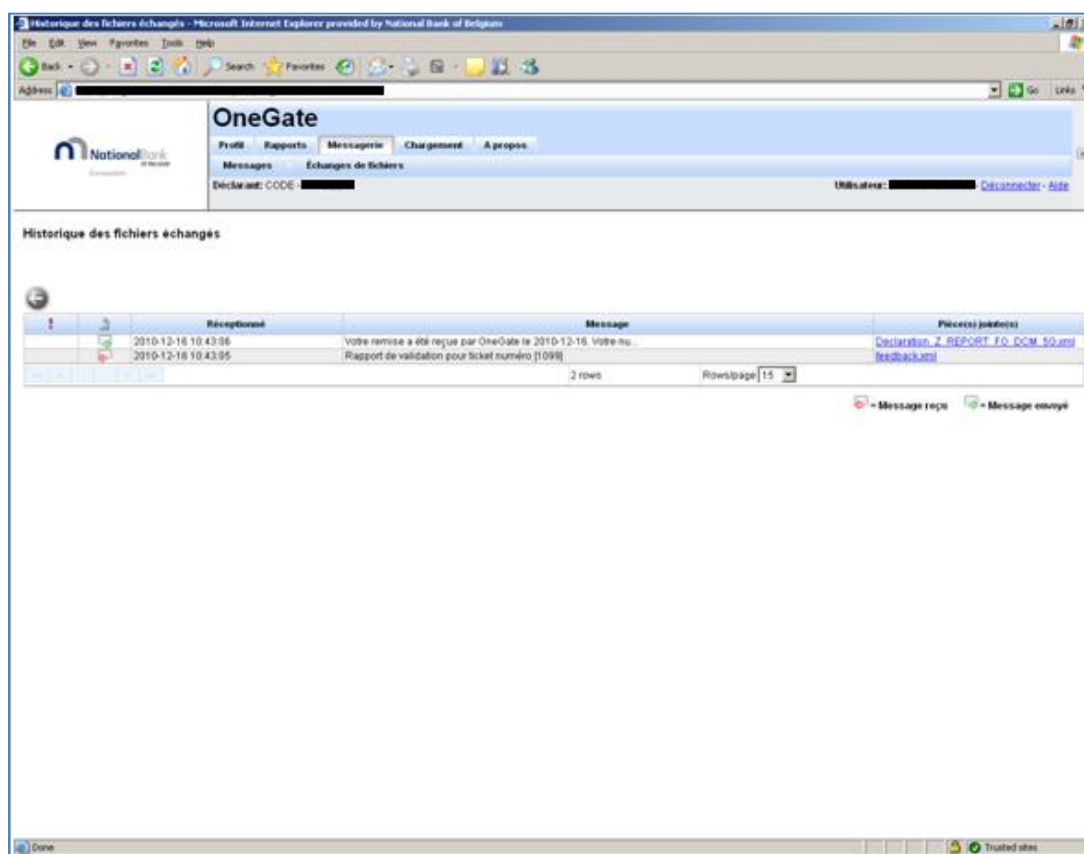 Historique des fichiers échangés - Microsoft Internet Explorer provided by National Bank of Belgium
File Edit View Favorites Tools Help
Back Search Favorites
Address Go Links
OneGate
NationalBank
Profil Rapports Messagerie Chargement A propos
Messages Échanges de fichiers
Déclarant: CODE - Utilisateur: - Déconnecter - Aide
Historique des fichiers échangés
! Réceptionné Message Pièce(s) jointe(s)
2010-12-16 10:43:06 Votre remise a été reçue par OneGate le 2010-12-16. Votre nu... Declaration_Z_REPORT_FO_DCM_50.xml
2010-12-16 10:43:05 Rapport de validation pour ticket numéro [1099] feedback.xml
2 rows Rows/page 15
= Message reçu = Message envoyé
Done Trusted sites